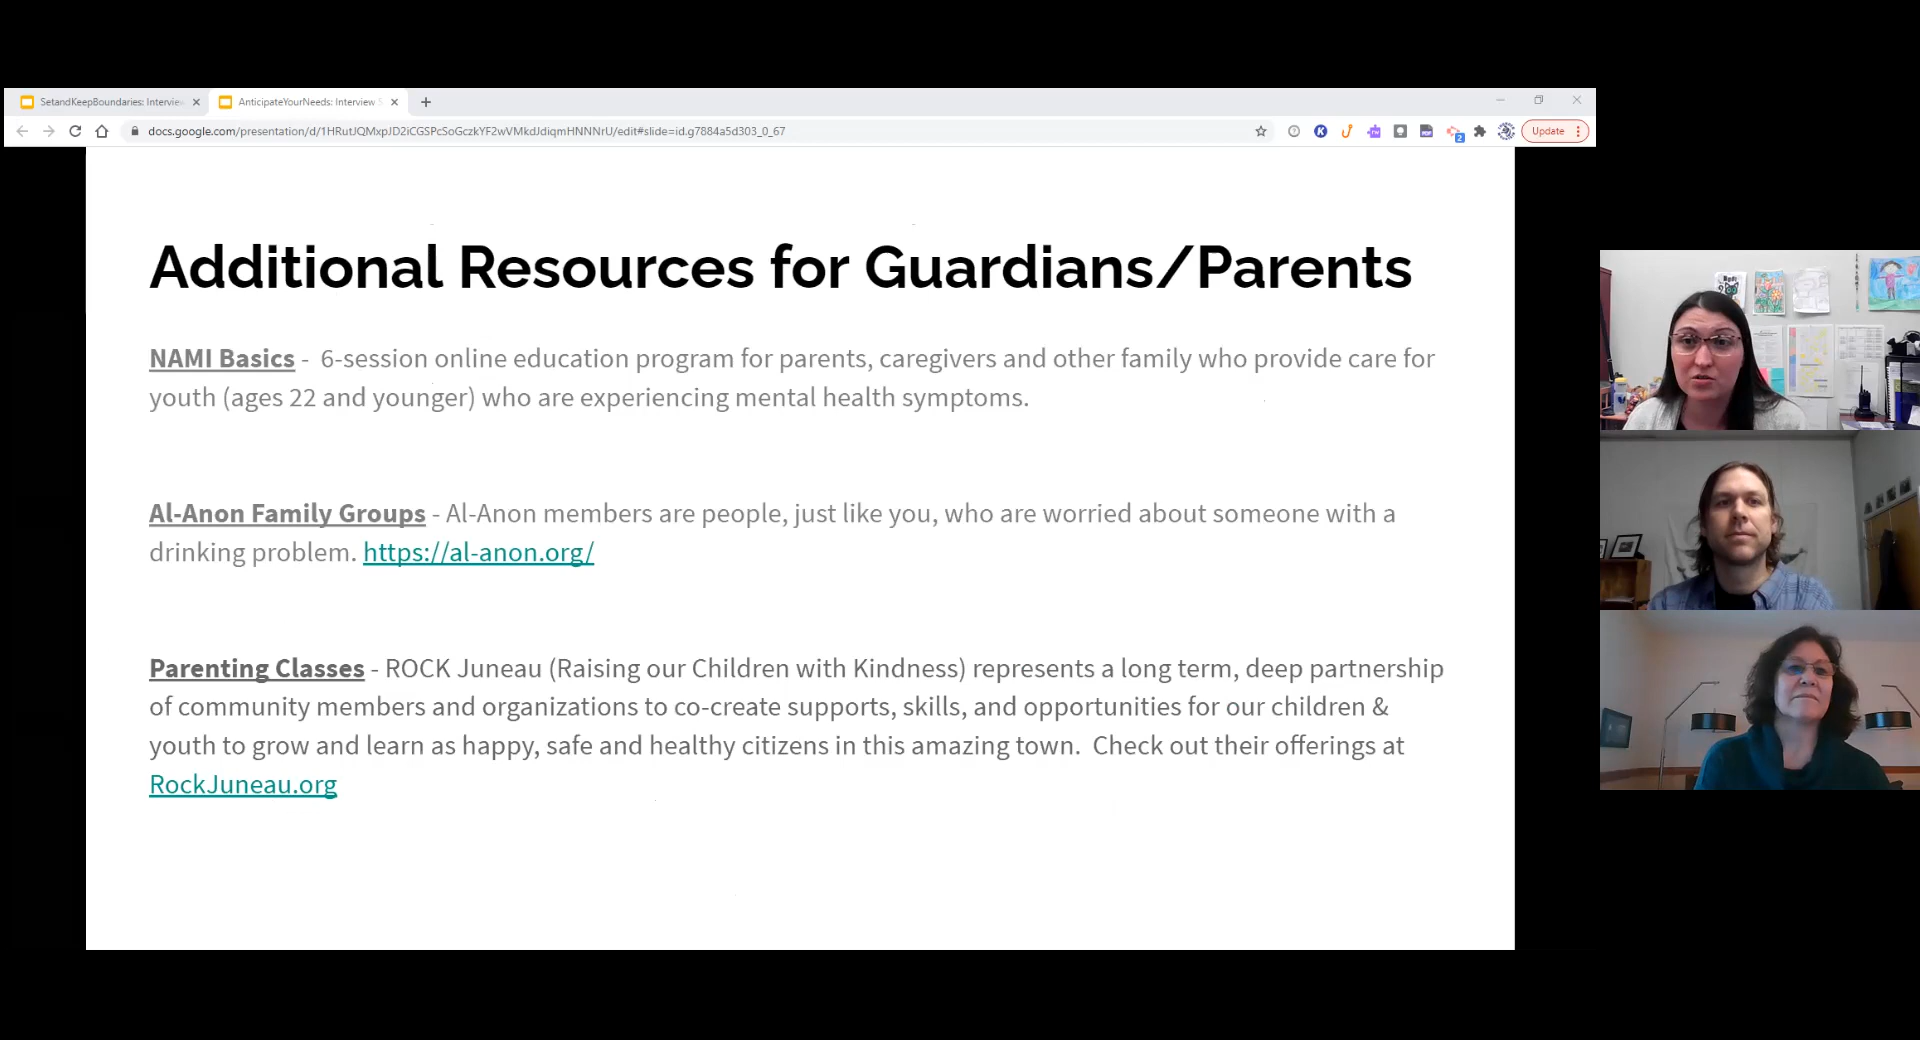 SetandKeepBoundaries: Intervie
AnticipateYourNeeds: Interview S
docs.google.com/presentation/d/1HRutJQMxpJD2iCGSPcSoGczkYF2wVMkdJdiqmHNNNrU/edit#slide=id.g7884a5d303_0_67
Update
Additional Resources for Guardians/Parents
NAMI Basics - 6-session online education program for parents, caregivers and other family who provide care for
youth (ages 22 and younger) who are experiencing mental health symptoms.
Al-Anon Family Groups - Al-Anon members are people, just like you, who are worried about someone with a
drinking problem. https://al-anon.org/
Parenting Classes - ROCK Juneau (Raising our Children with Kindness) represents a long term, deep partnership
of community members and organizations to co-create supports, skills, and opportunities for our children &
youth to grow and learn as happy, safe and healthy citizens in this amazing town. Check out their offerings at
RockJuneau.org